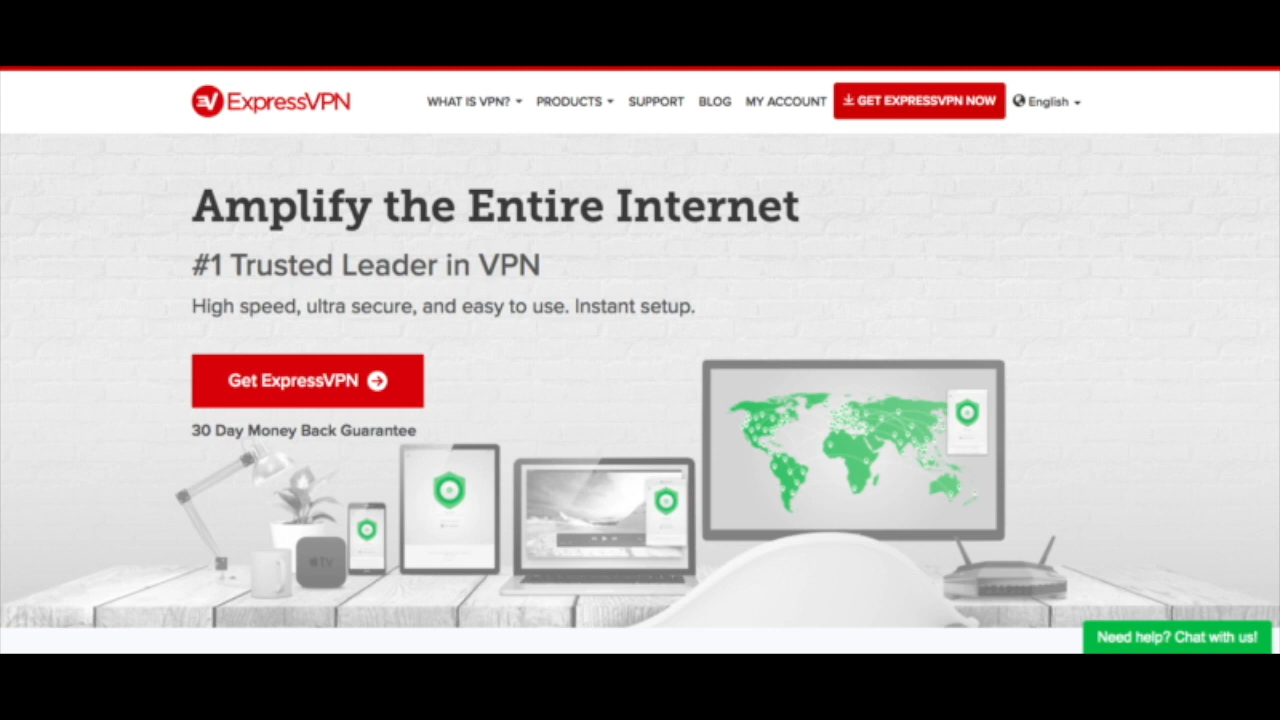 ExpressVPN
WHAT IS VPN? PRODUCTS SUPPORT BLOG MY ACCOUNT GET EXPRESSVPN NOW English
Amplify the Entire Internet
#1 Trusted Leader in VPN
High speed, ultra secure, and easy to use. Instant setup.
Get ExpressVPN
30 Day Money Back Guarantee
tv
Need help? Chat with us!